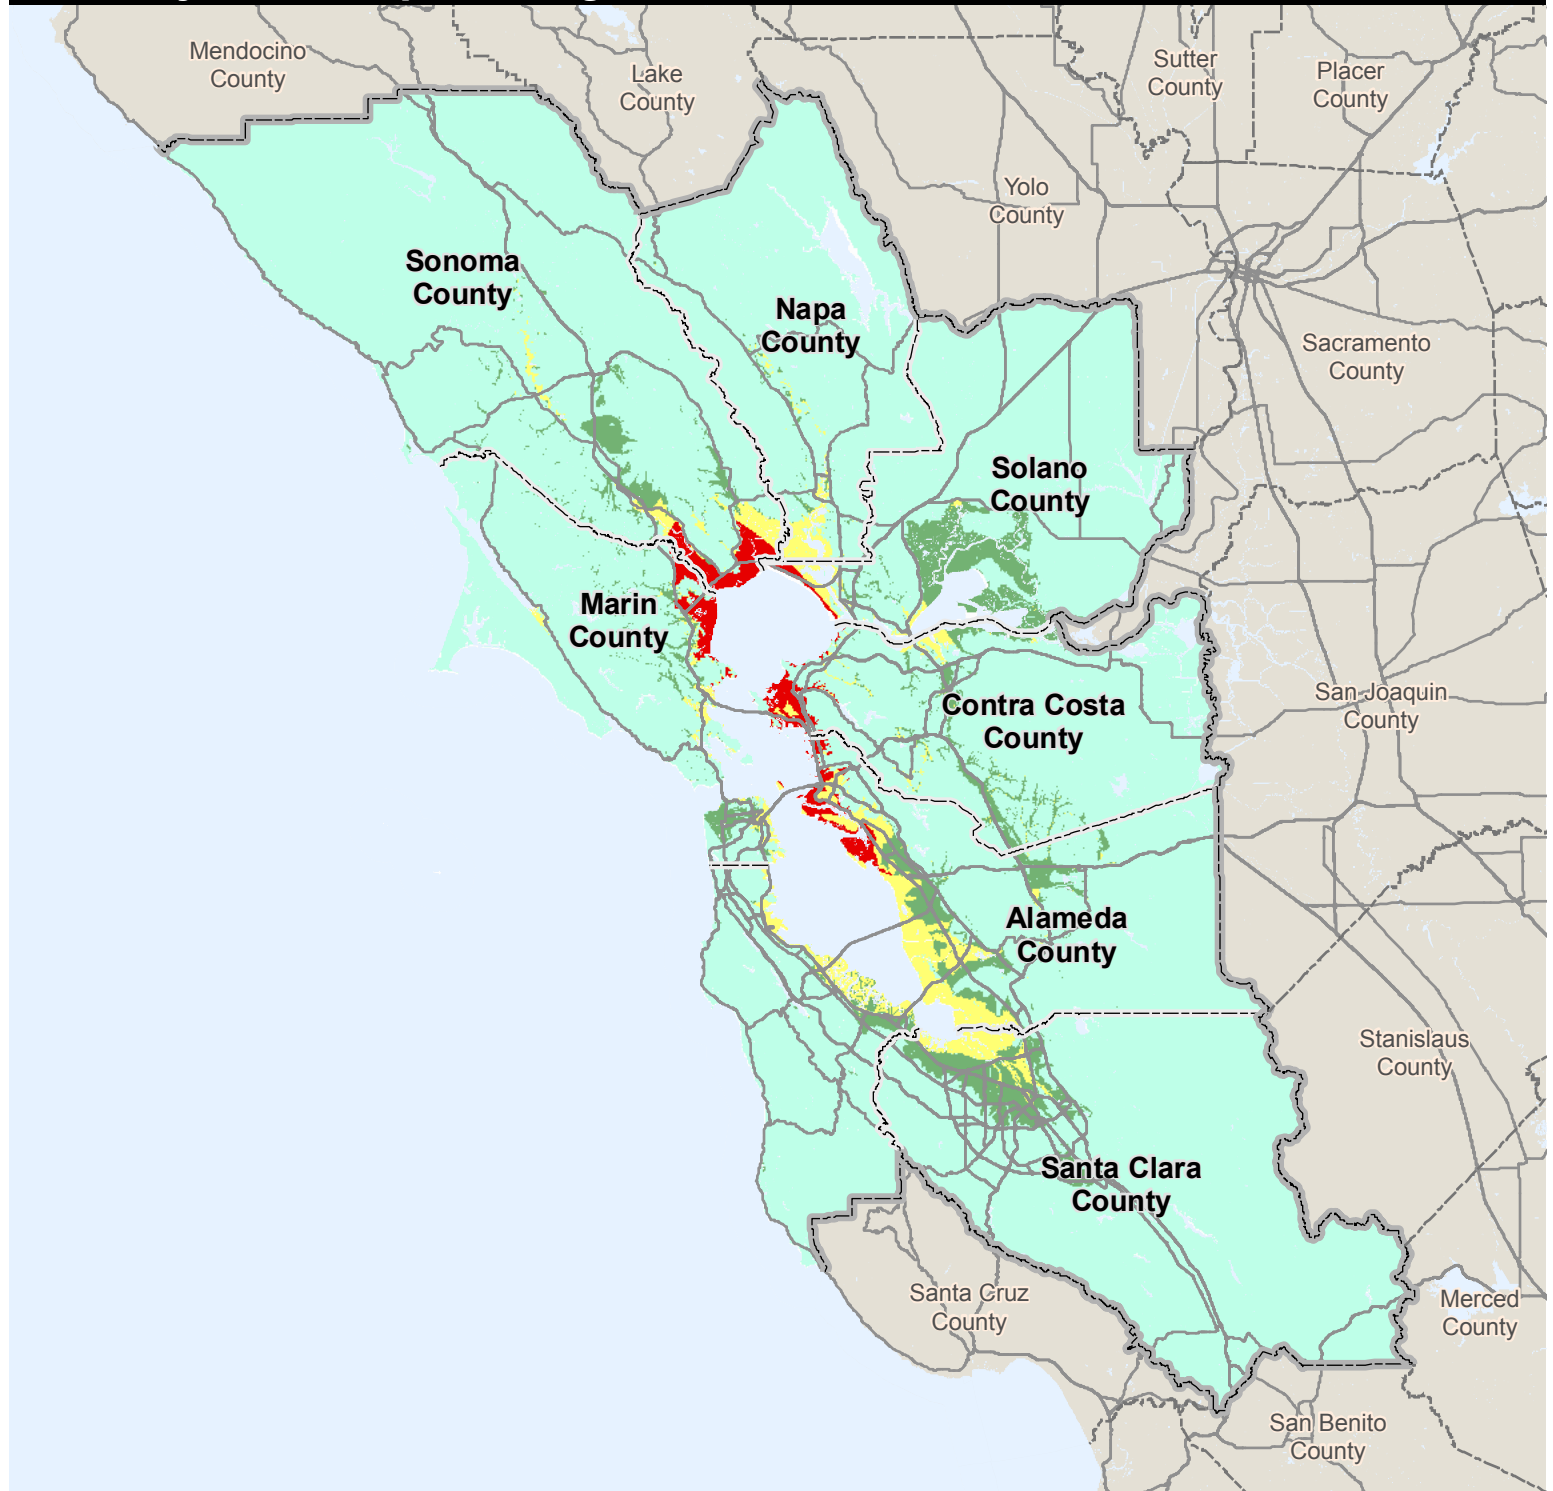 Mendocino
County
Lake
County
Sutter
County
Placer
County
Yolo
County
Sonoma
County
Napa
County
Sacramento
County
Solano
County
Marin
County
Contra Costa
County
San Joaquin
County
Alameda
County
Stanislaus
County
Santa Clara
County
Santa Cruz
County
Merced
County
San Benito
County